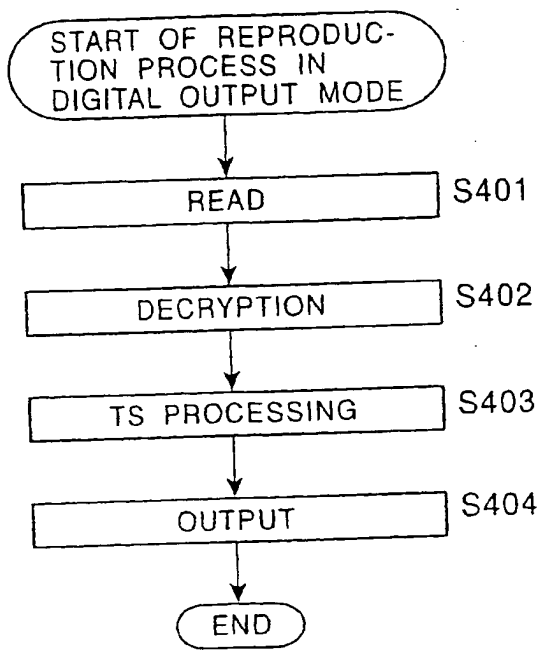 START OF REPRODUC-
TION PROCESS IN
DIGITAL OUTPUT MODE
READ S401
DECRYPTION S402
TS PROCESSING S403
OUTPUT S404
END